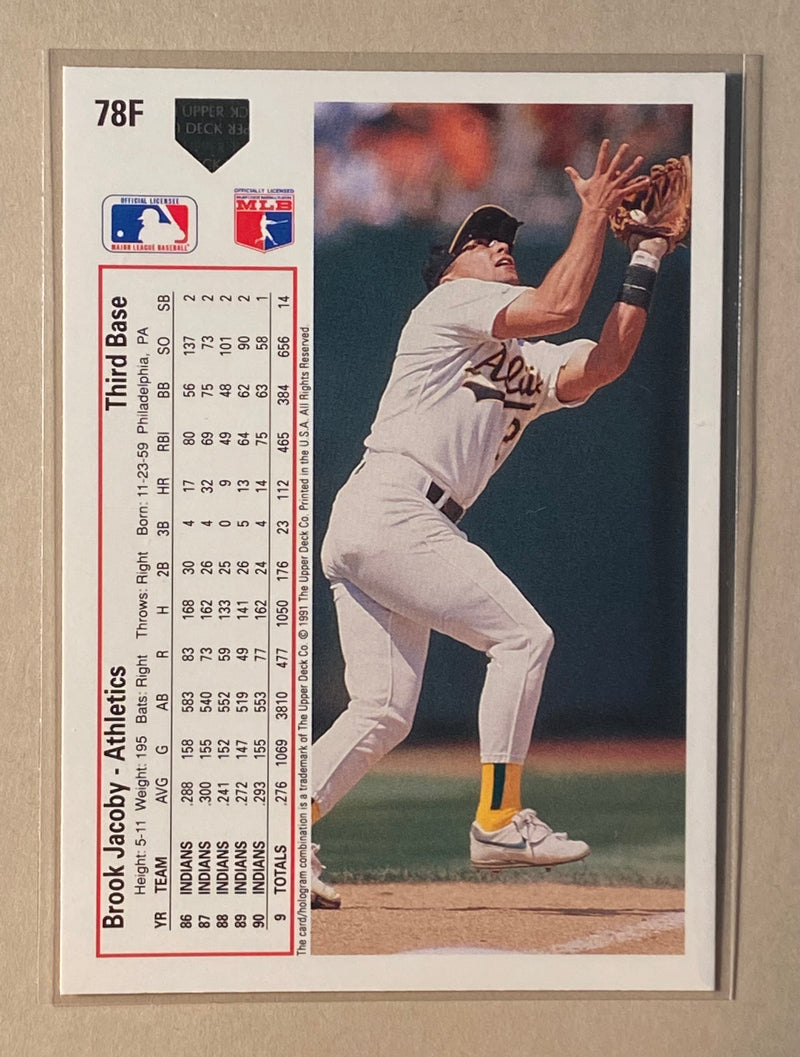 78F
UPPER
DECK
OFFICIAL LICENSEE
MAJOR LEAGUE BASEBALL
OFFICIALLY LICENSED
MAJOR LEAGUE BASEBALL PLAYERS
MLB
Brook Jacoby - Athletics Third Base
Height: 5-11 Weight: 195 Bats: Right Throws: Right Born: 11-23-59 Philadelphia, PA
YR TEAM AVG G AB R H 2B 3B HR RBI BB SO SB
86 INDIANS .288 158 583 83 168 30 4 17 80 56 137 2
87 INDIANS .300 155 540 73 162 26 4 32 69 75 73 2
88 INDIANS .241 152 552 59 133 25 0 9 49 48 101 2
89 INDIANS .272 147 519 49 141 26 5 13 64 62 90 2
90 INDIANS .293 155 553 77 162 24 4 14 75 63 58 1
9 TOTALS .276 1069 3810 477 1050 176 23 112 465 384 656 14
The card/hologram combination is a trademark of The Upper Deck Co. © 1991 The Upper Deck Co. Printed in the U.S.A. All Rights Reserved.